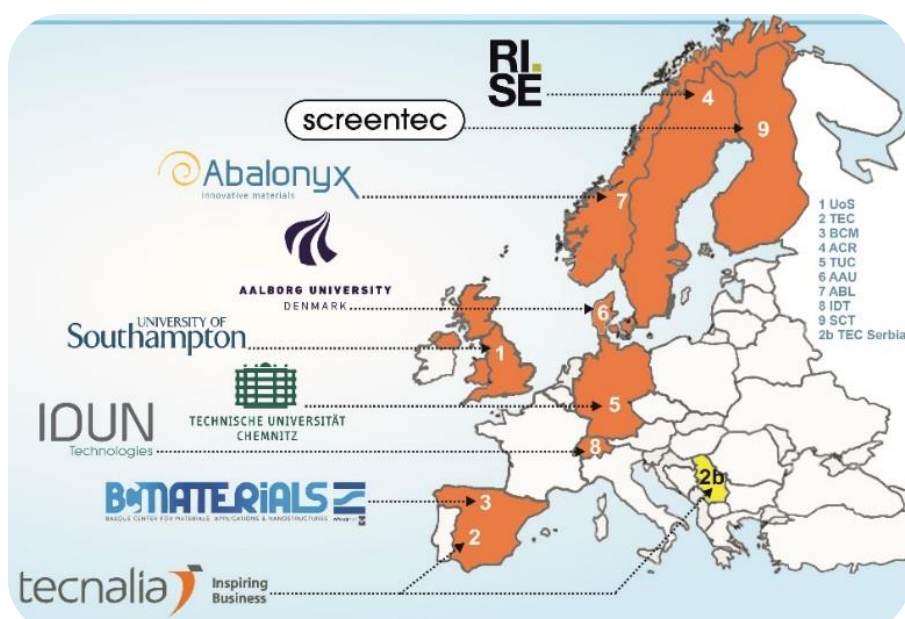 RI.
SE
screentec
Abalonyx
Innovative materials
AALBORG UNIVERSITY
DENMARK
UNIVERSITY OF
Southampton
TECHNISCHE UNIVERSITÄT
CHEMNITZ
IDUN
Technologies
BCMATERIALS
BASQUE CENTER FOR MATERIALS, APPLICATIONS & NANOSTRUCTURES
tecnalia
Inspiring
Business
4
9
7
6
1
5
8
3
2
2b
1 UoS
2 TEC
3 BCM
4 ACR
5 TUC
6 AAU
7 ABL
8 IDT
9 SCT
2b TEC Serbia